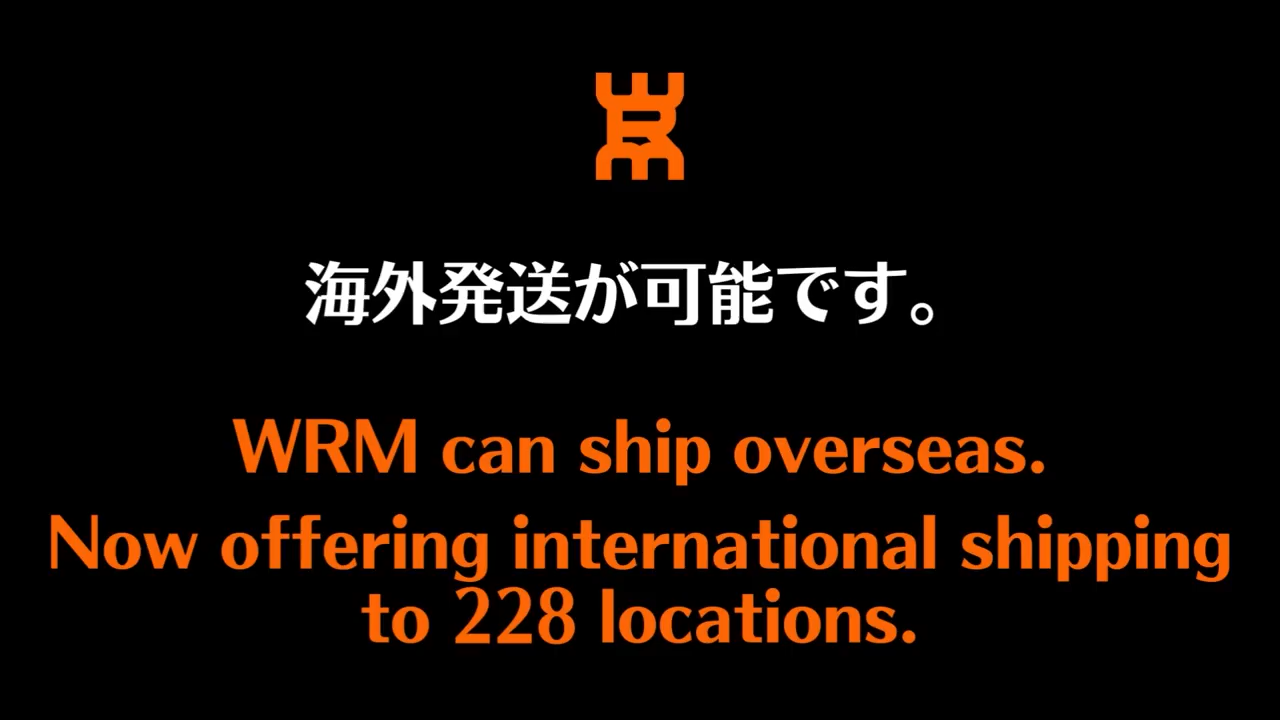 海外発送が可能です。
WRM can ship overseas.
Now offering international shipping
to 228 locations.